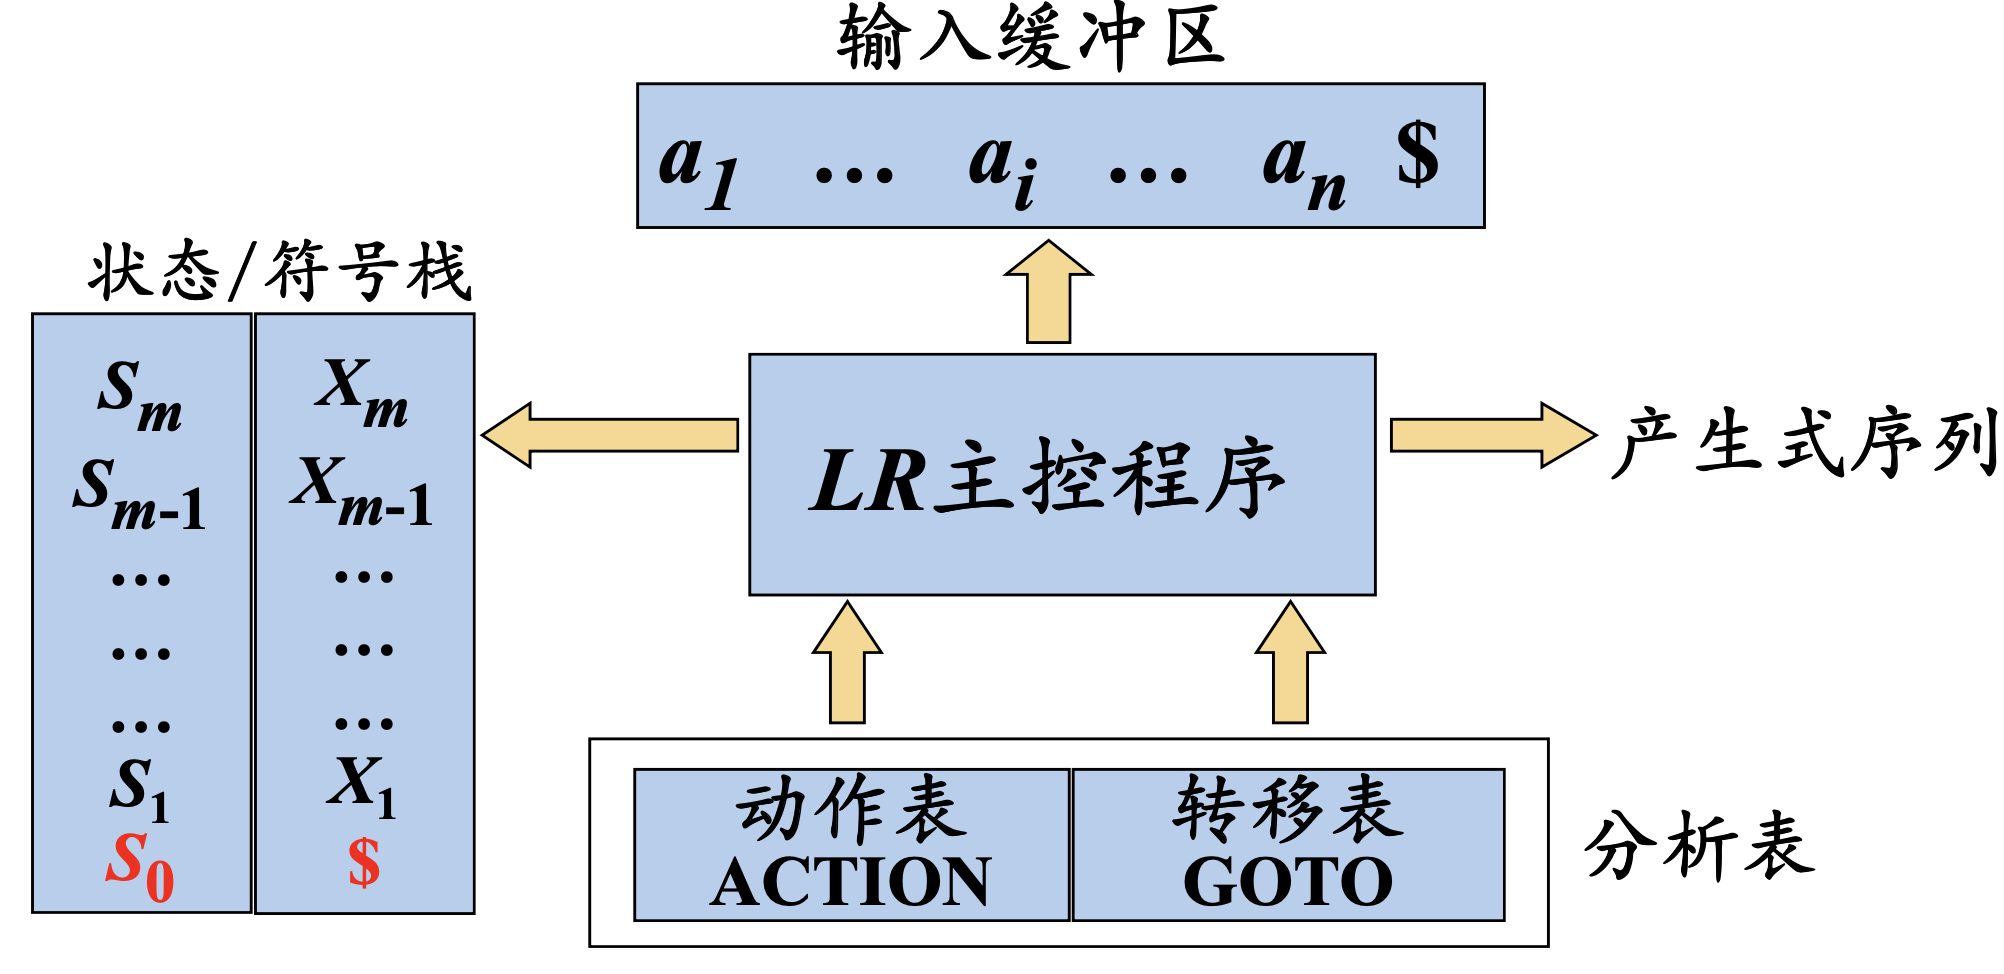 输入缓冲区
a1 … ai … an $
状态/符号栈
Sm Xm
Sm-1 Xm-1
… …
… …
… …
S1 X1
S0 $
LR主控程序
产生式序列
动作表 转移表
ACTION GOTO
分析表